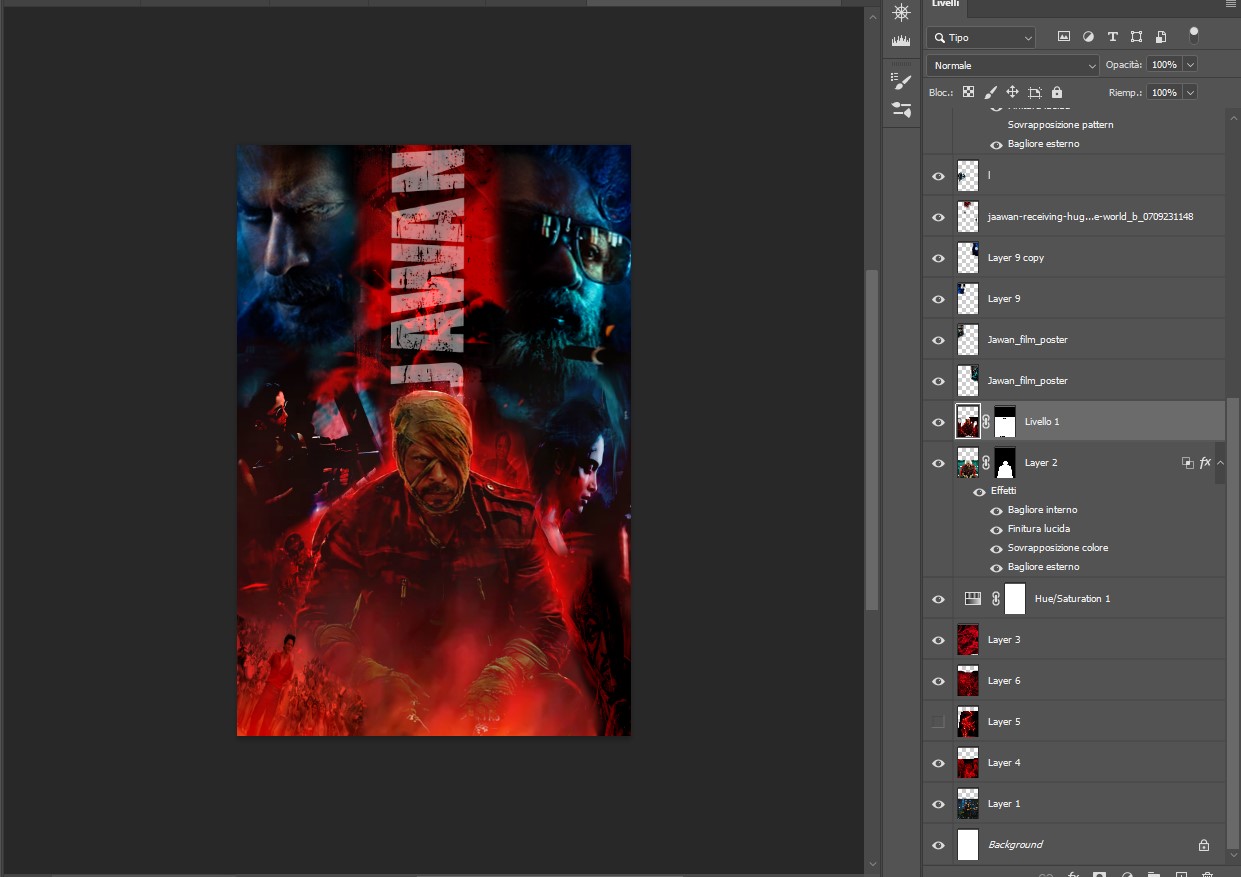 Livelli
Tipo
Normale
Opacità: 100%
Bloc.:
Riemp.: 100%
Sovrapposizione pattern
Bagliore esterno
l
jaawan-receiving-hug...e-world_b_0709231148
Layer 9 copy
Layer 9
Jawan_film_poster
Jawan_film_poster
Livello 1
Layer 2
fx
Effetti
Bagliore interno
Finitura lucida
Sovrapposizione colore
Bagliore esterno
Hue/Saturation 1
Layer 3
Layer 6
Layer 5
Layer 4
Layer 1
Background
JAWAN